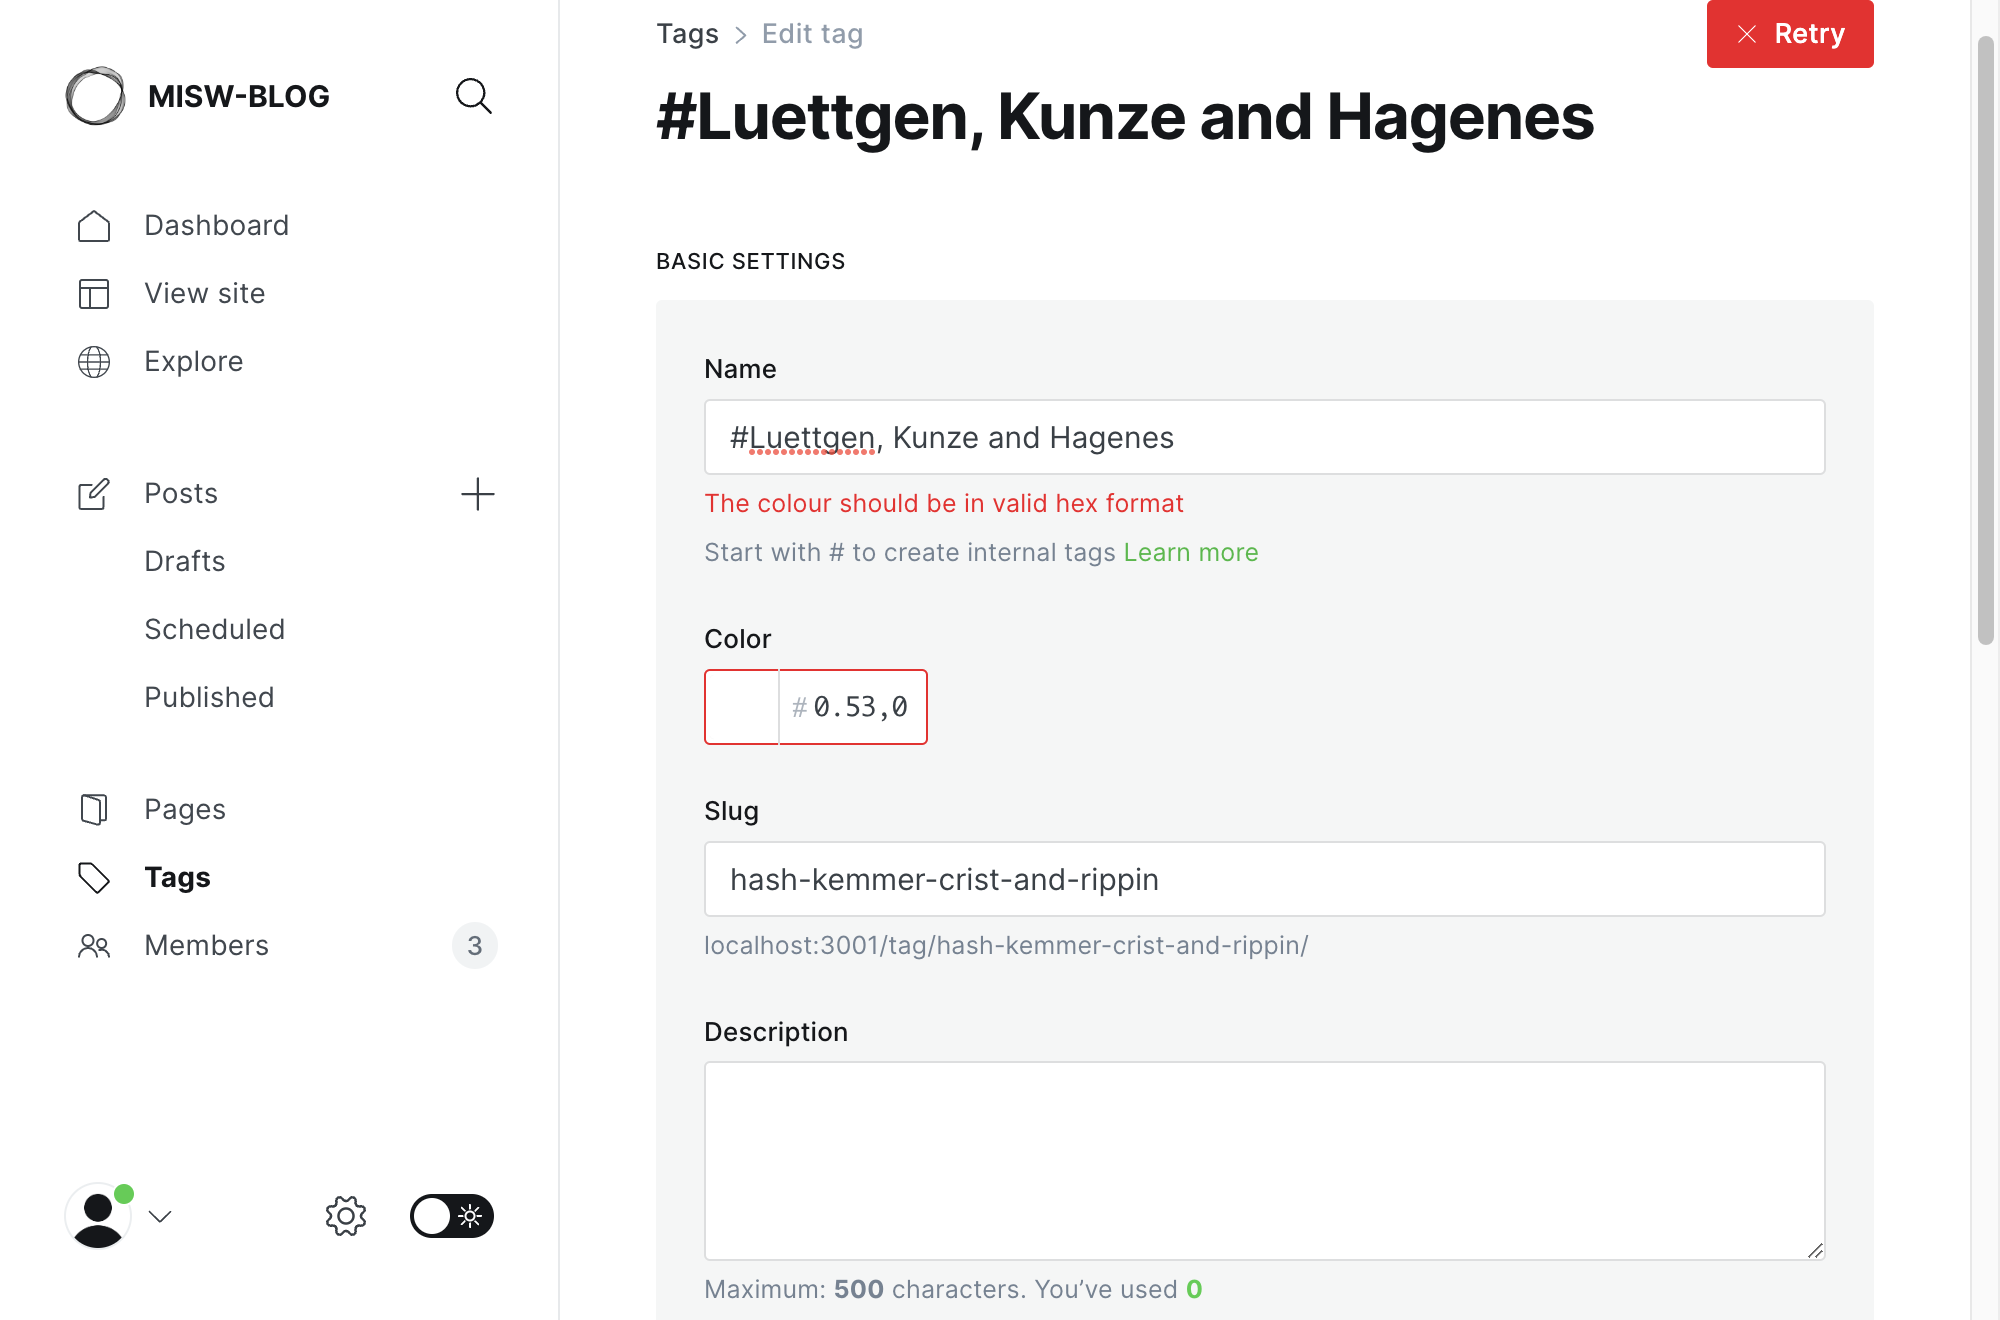 MISW-BLOG
Dashboard
View site
Explore
Posts
Drafts
Scheduled
Published
Pages
Tags
Members 3
Tags > Edit tag
Retry
#Luettgen, Kunze and Hagenes
BASIC SETTINGS
Name
#Luettgen, Kunze and Hagenes
The colour should be in valid hex format
Start with # to create internal tags Learn more
Color
# 0.53,0
Slug
hash-kemmer-crist-and-rippin
localhost:3001/tag/hash-kemmer-crist-and-rippin/
Description
Maximum: 500 characters. You’ve used 0